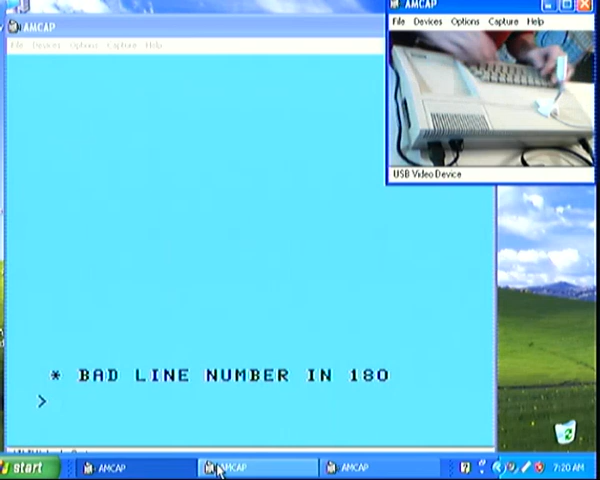 AMCAP
File Devices Options Capture Help
AMCAP
File Devices Options Capture Help
USB Video Device
* BAD LINE NUMBER IN 180
>
start
AMCAP
AMCAP
AMCAP
7:20 AM